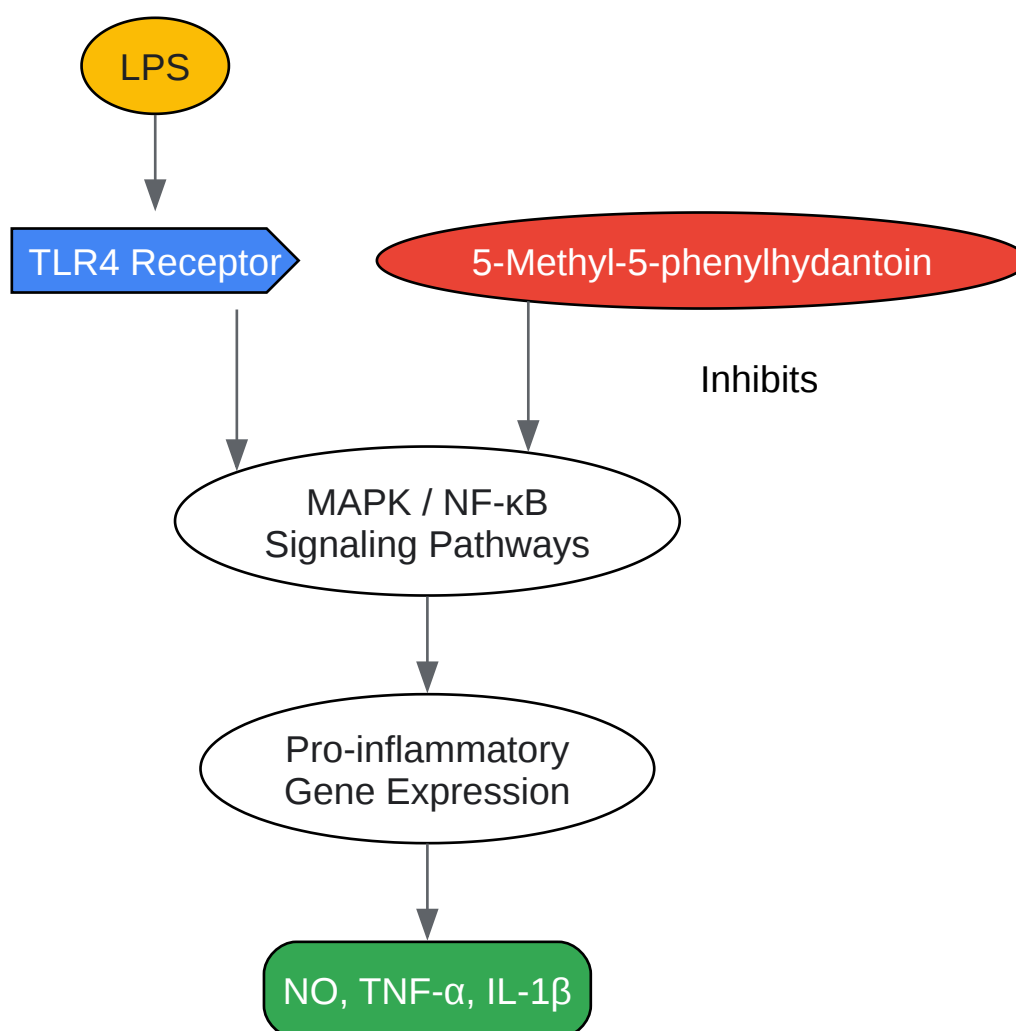 LPS
TLR4 Receptor
5-Methyl-5-phenylhydantoin
Inhibits
MAPK / NF-κB
Signaling Pathways
Pro-inflammatory
Gene Expression
NO, TNF-α, IL-1β